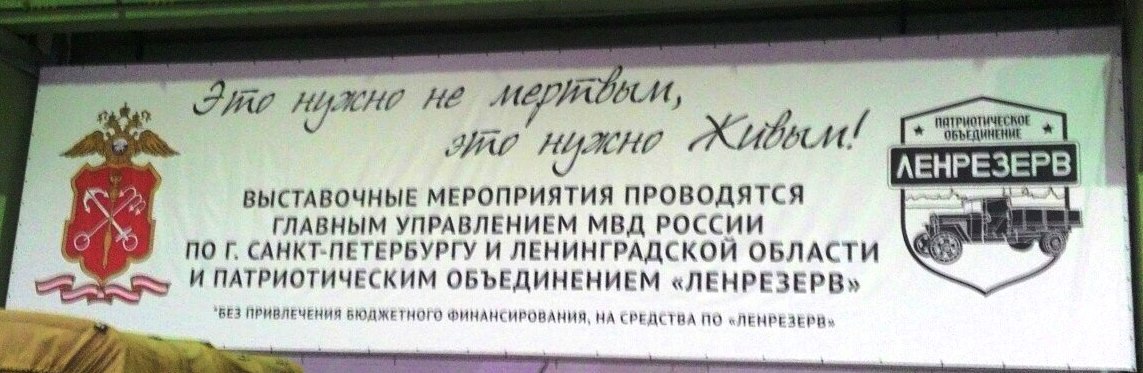 Это нужно не мертвым,
это нужно Живым!
ВЫСТАВОЧНЫЕ МЕРОПРИЯТИЯ ПРОВОДЯТСЯ
ГЛАВНЫМ УПРАВЛЕНИЕМ МВД РОССИИ
ПО Г. САНКТ-ПЕТЕРБУРГУ И ЛЕНИНГРАДСКОЙ ОБЛАСТИ
И ПАТРИОТИЧЕСКИМ ОБЪЕДИНЕНИЕМ «ЛЕНРЕЗЕРВ»
*БЕЗ ПРИВЛЕЧЕНИЯ БЮДЖЕТНОГО ФИНАНСИРОВАНИЯ, НА СРЕДСТВА ПО «ЛЕНРЕЗЕРВ»
ПАТРИОТИЧЕСКОЕ
ОБЪЕДИНЕНИЕ
ЛЕНРЕЗЕРВ